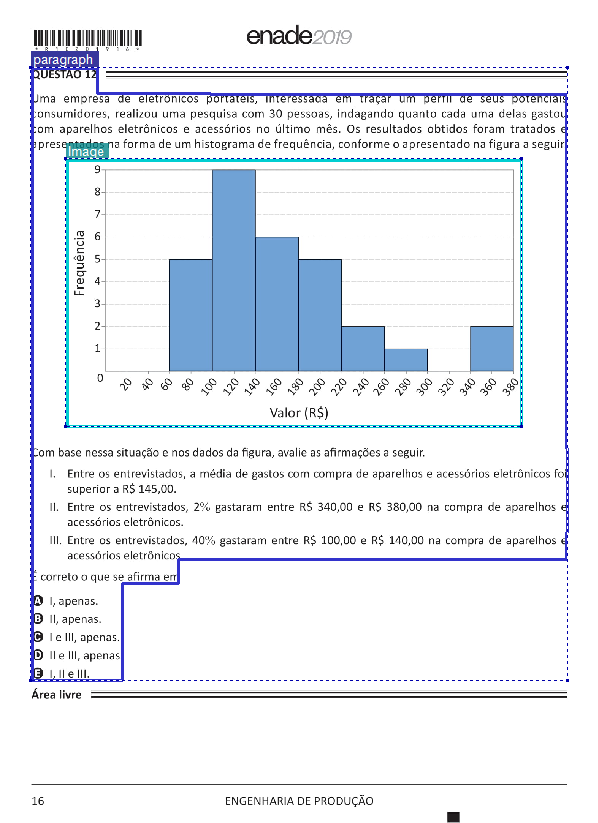 *R1220191​6*
enade2019
paragraph
QUESTÃO 12
Uma empresa de eletrônicos portáteis, interessada em traçar um perfil de seus potenciais
consumidores, realizou uma pesquisa com 30 pessoas, indagando quanto cada uma delas gastou
com aparelhos eletrônicos e acessórios no último mês. Os resultados obtidos foram tratados e
apresentados na forma de um histograma de frequência, conforme o apresentado na figura a seguir.
Image
9
8
7
6
5
4
3
2
1
0
Frequência
20 40 60 80 100 120 140 160 180 200 220 240 260 280 300 320 340 360 380
Valor (R$)
Com base nessa situação e nos dados da figura, avalie as afirmações a seguir.
I. Entre os entrevistados, a média de gastos com compra de aparelhos e acessórios eletrônicos foi
superior a R$ 145,00.
II. Entre os entrevistados, 2% gastaram entre R$ 340,00 e R$ 380,00 na compra de aparelhos e
acessórios eletrônicos.
III. Entre os entrevistados, 40% gastaram entre R$ 100,00 e R$ 140,00 na compra de aparelhos e
acessórios eletrônicos.
É correto o que se afirma em
A I, apenas.
B II, apenas.
C I e III, apenas.
D II e III, apenas.
E I, II e III.
Área livre
16
ENGENHARIA DE PRODUÇÃO